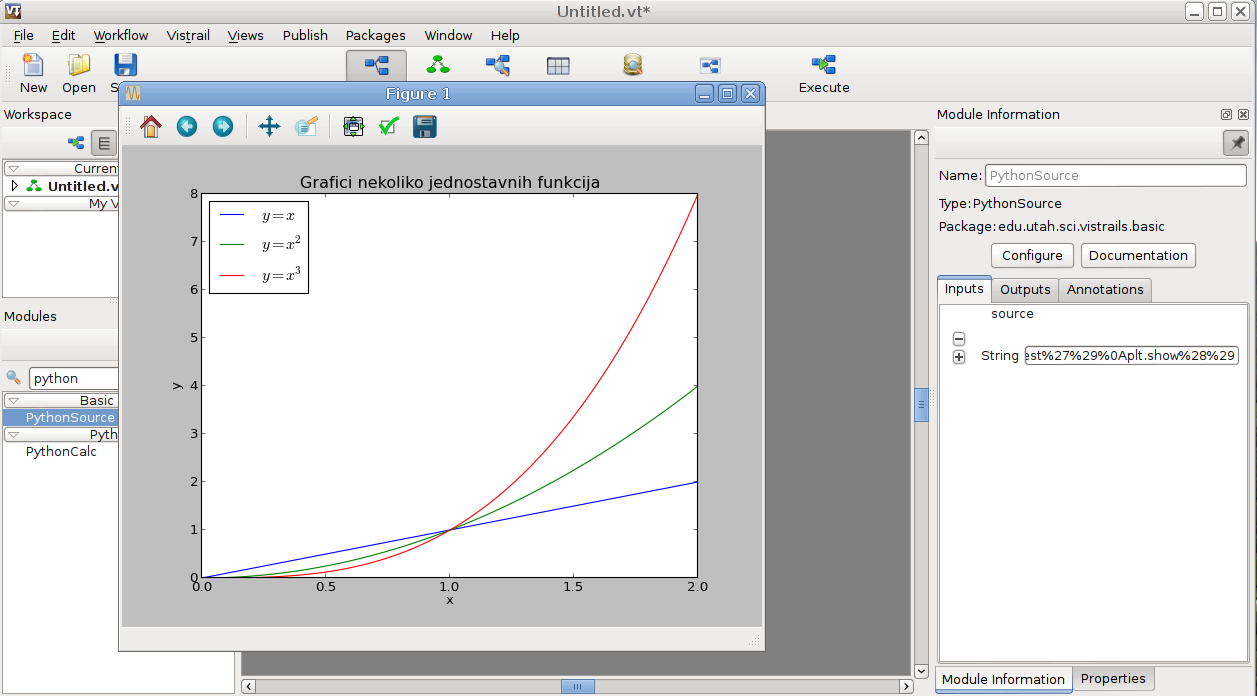 Untitled.vt*
File Edit Workflow Vistrail Views Publish Packages Window Help
New Open Execute
Figure 1
Workspace
Current
Untitled.v
My V
Modules
python
Basic
PythonSource
Pyth
PythonCalc
Grafici nekoliko jednostavnih funkcija
y=x
y=x²
y=x³
8
7
6
5
4
3
2
1
0
y
0.0 0.5 1.0 1.5 2.0
x
Module Information
Name: PythonSource
Type: PythonSource
Package: edu.utah.sci.vistrails.basic
Configure Documentation
Inputs Outputs Annotations
source
String est%27%29%0Aplt.show%28%29
Module Information Properties